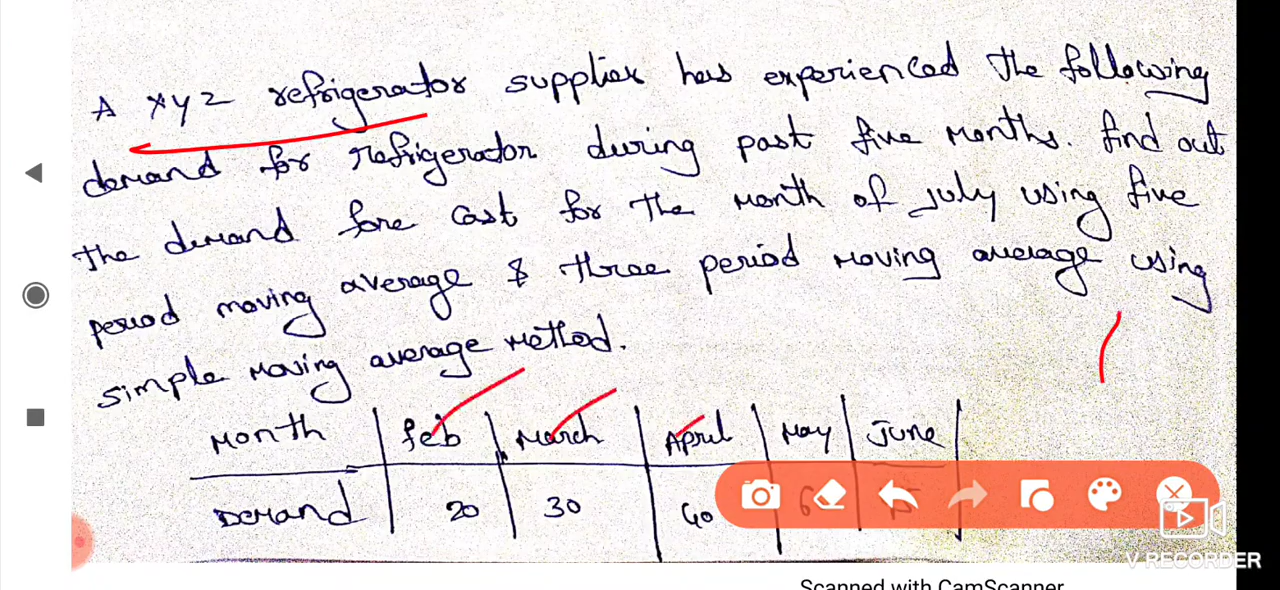 A XYZ refrigerator supplier has experienced the following
demand for refrigerator during past five months. find out
the demand fore cast for the month of july using five
period moving average & three period moving average using
simple moving average method.
Month feb March April May June
Demand 20 30 40
V RECORDER
Scanned with CamScanner